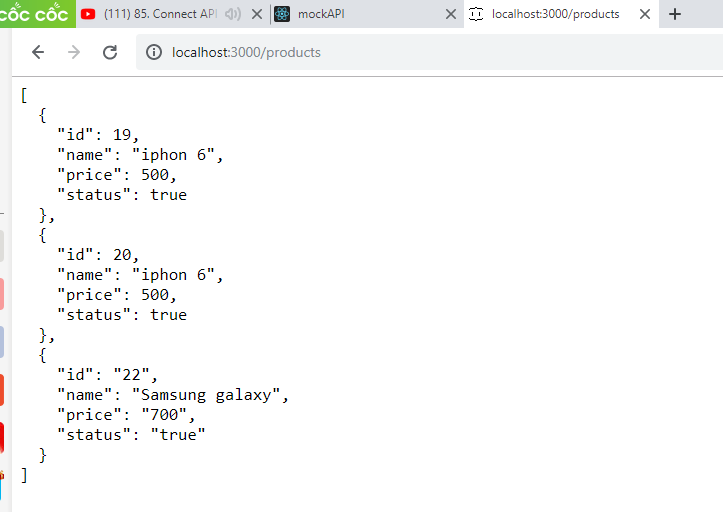 cốc cốc
(111) 85. Connect API
mockAPI
localhost:3000/products
localhost:3000/products
[
  {
    "id": 19,
    "name": "iphon 6",
    "price": 500,
    "status": true
  },
  {
    "id": 20,
    "name": "iphon 6",
    "price": 500,
    "status": true
  },
  {
    "id": "22",
    "name": "Samsung galaxy",
    "price": "700",
    "status": "true"
  }
]